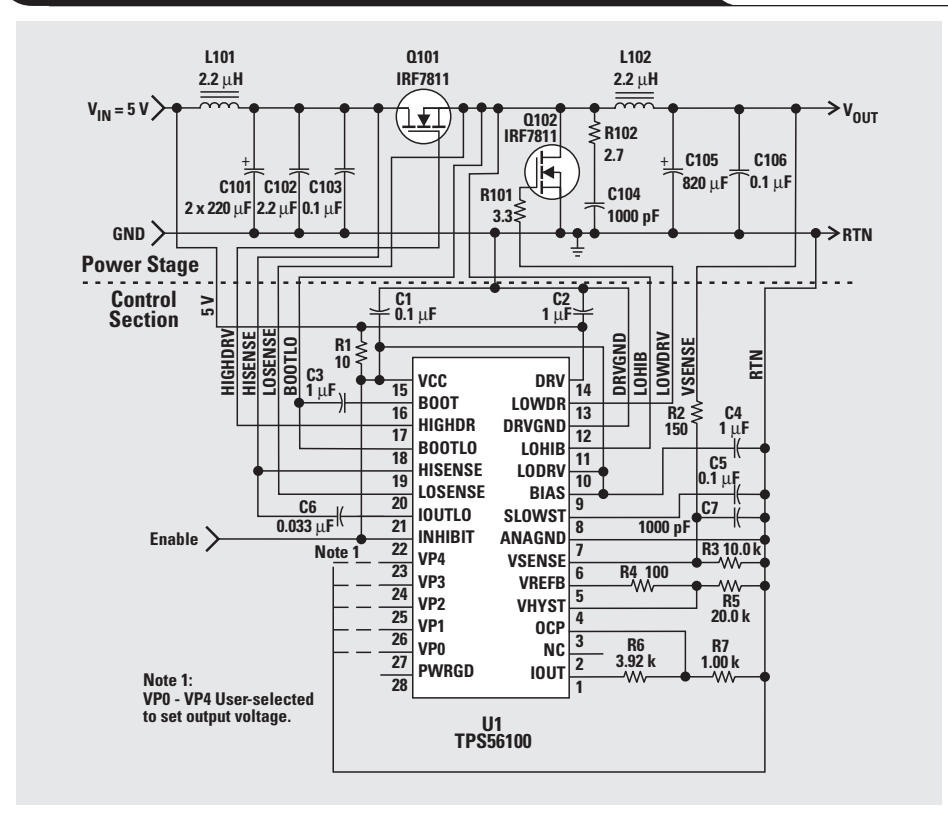 L101
2.2 μH
Q101
IRF7811
L102
2.2 μH
V_IN = 5 V
V_OUT
Q102
IRF7811
R102
2.7
C101
2 x 220 μF
C102
2.2 μF
C103
0.1 μF
R101
3.3
C104
1000 pF
C105
820 μF
C106
0.1 μF
+
+
GND
RTN
Power Stage
Control
Section
5 V
HIGHDRV
HISENSE
LOSENSE
BOOTLO
C1
0.1 μF
C2
1 μF
R1
10
C3
1 μF
DRVGND
LOHIB
LOWDRV
VSENSE
RTN
R2
150
C4
1 μF
C5
0.1 μF
C7
1000 pF
C6
0.033 μF
Enable
Note 1
VCC
15
BOOT
16
HIGHDR
17
BOOTLO
18
HISENSE
19
LOSENSE
20
IOUTLO
21
INHIBIT
22
VP4
23
VP3
24
VP2
25
VP1
26
VP0
27
PWRGD
28
DRV
14
LOWDR
13
DRVGND
12
LOHIB
11
LODRV
10
BIAS
9
SLOWST
8
ANAGND
7
VSENSE
6
VREFB
5
VHYST
4
OCP
3
NC
2
IOUT
1
R3 10.0 k
R4 100
R5
20.0 k
R6
3.92 k
R7
1.00 k
Note 1:
VP0 - VP4 User-selected
to set output voltage.
U1
TPS56100